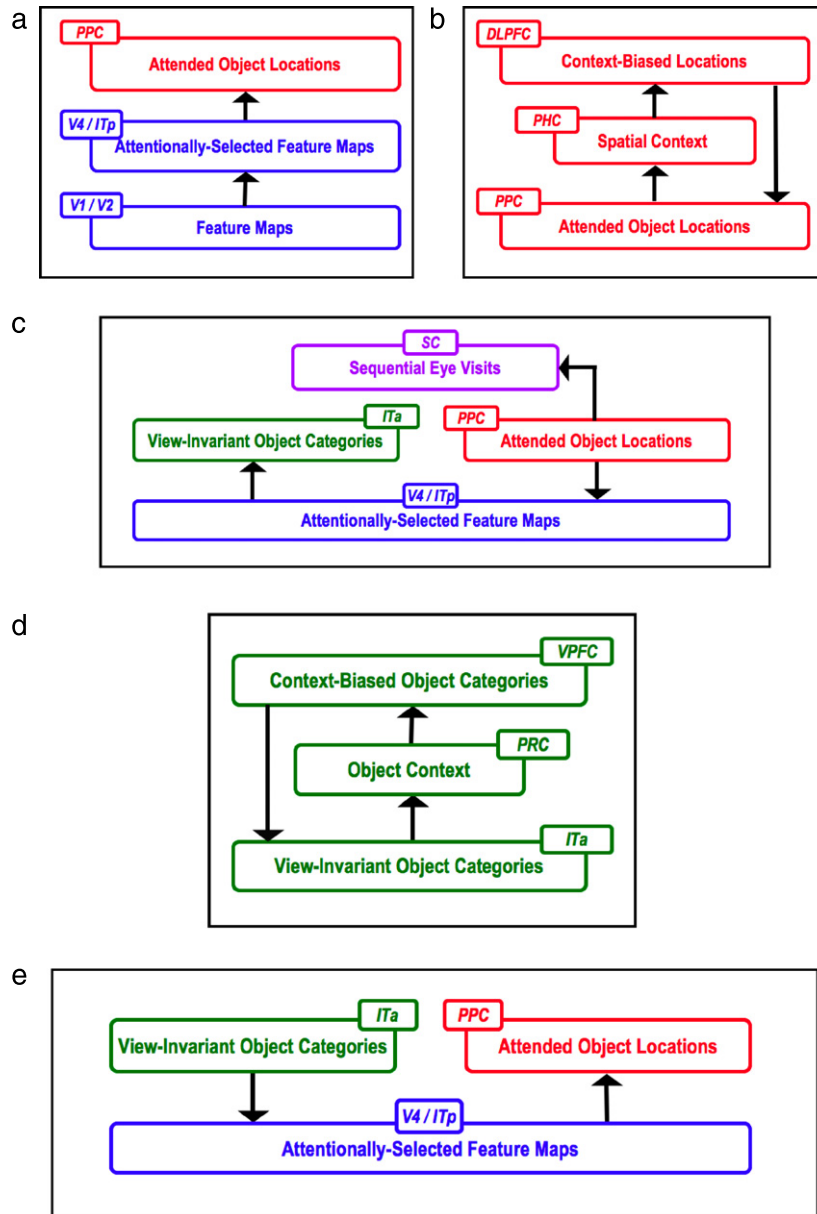 a
PPC
Attended Object Locations
V4 / ITp
Attentionally-Selected Feature Maps
V1 / V2
Feature Maps
b
DLPFC
Context-Biased Locations
PHC
Spatial Context
PPC
Attended Object Locations
c
SC
Sequential Eye Visits
ITa
View-Invariant Object Categories
PPC
Attended Object Locations
V4 / ITp
Attentionally-Selected Feature Maps
d
VPFC
Context-Biased Object Categories
PRC
Object Context
ITa
View-Invariant Object Categories
e
ITa
View-Invariant Object Categories
PPC
Attended Object Locations
V4 / ITp
Attentionally-Selected Feature Maps